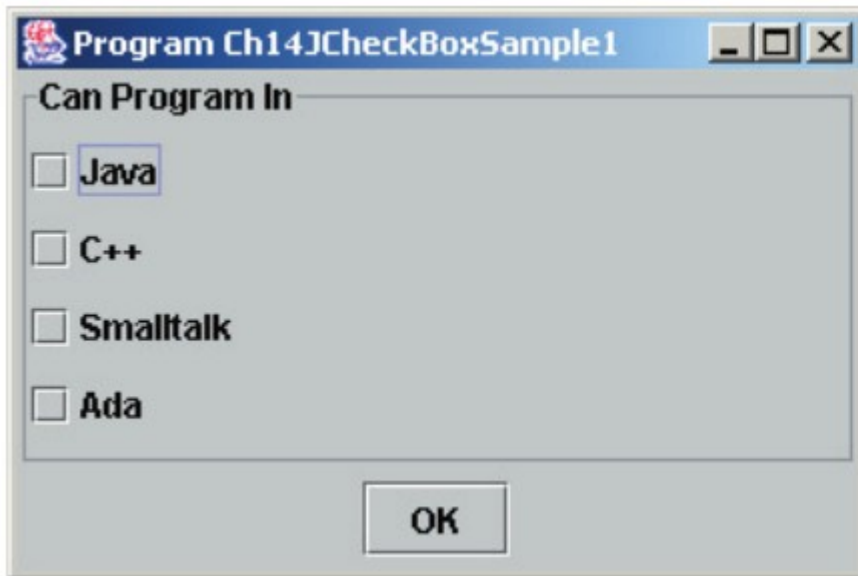 Program Ch14JCheckBoxSample1
Can Program In
Java
C++
Smalltalk
Ada
OK